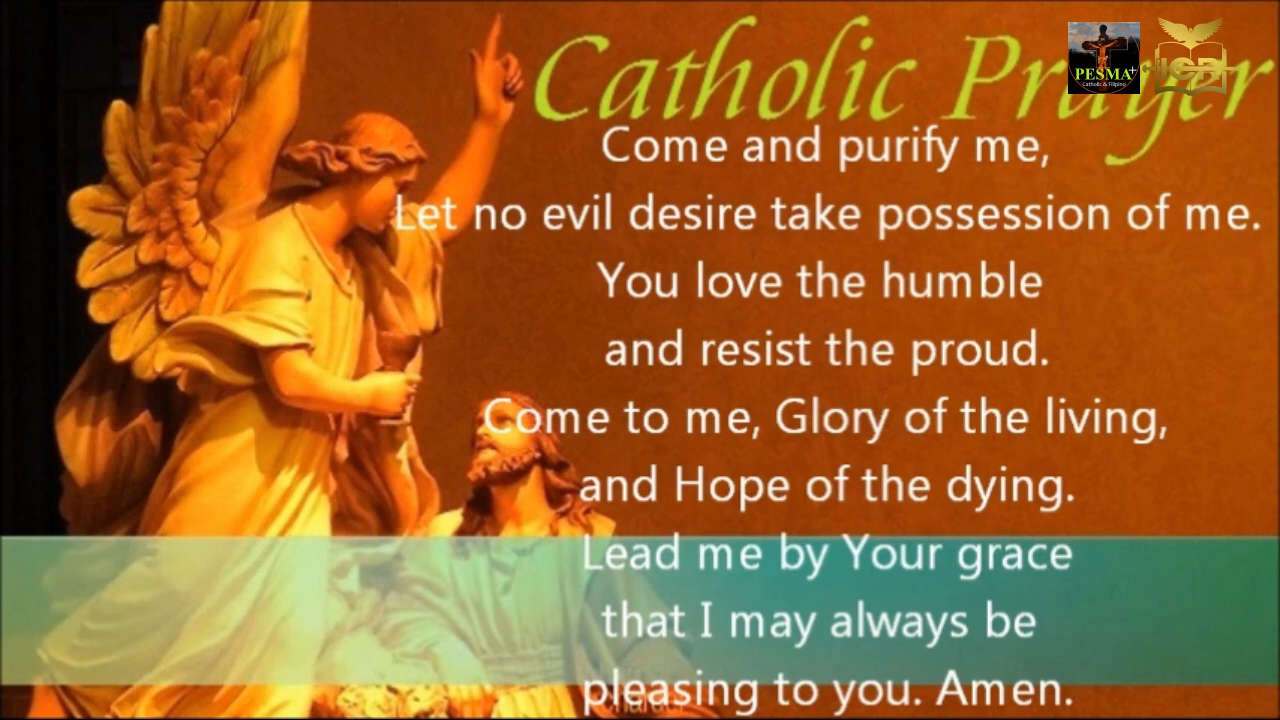 Catholic Prayer
PESMA+
Catholic & Filipino
Come and purify me,
Let no evil desire take possession of me.
You love the humble
and resist the proud.
Come to me, Glory of the living,
and Hope of the dying.
Lead me by Your grace
that I may always be
pleasing to you. Amen.